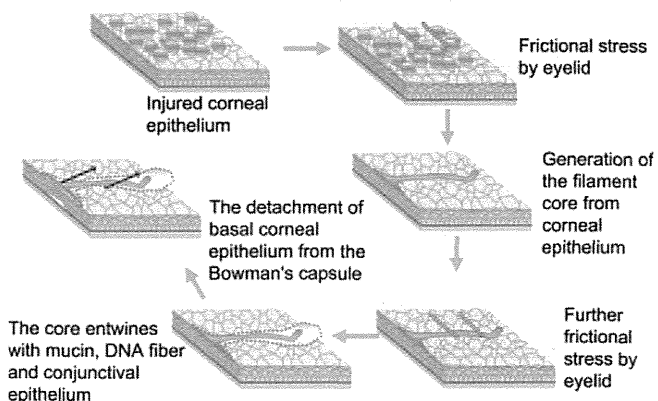 Injured corneal
epithelium
Frictional stress
by eyelid
Generation of
the filament
core from
corneal
epithelium
Further
frictional
stress by
eyelid
The core entwines
with mucin, DNA fiber
and conjunctival
epithelium
The detachment of
basal corneal
epithelium from the
Bowman's capsule